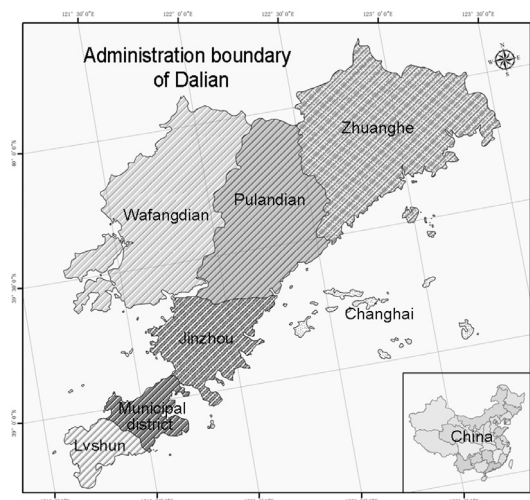 121° 30'0"E
122° 0'0"E
122° 30'0"E
123° 0'0"E
123° 30'0"E
Administration boundary
of Dalian
N
W
E
S
Zhuanghe
Wafangdian
Pulandian
Changhai
Jinzhou
Municipal
district
Lvshun
China